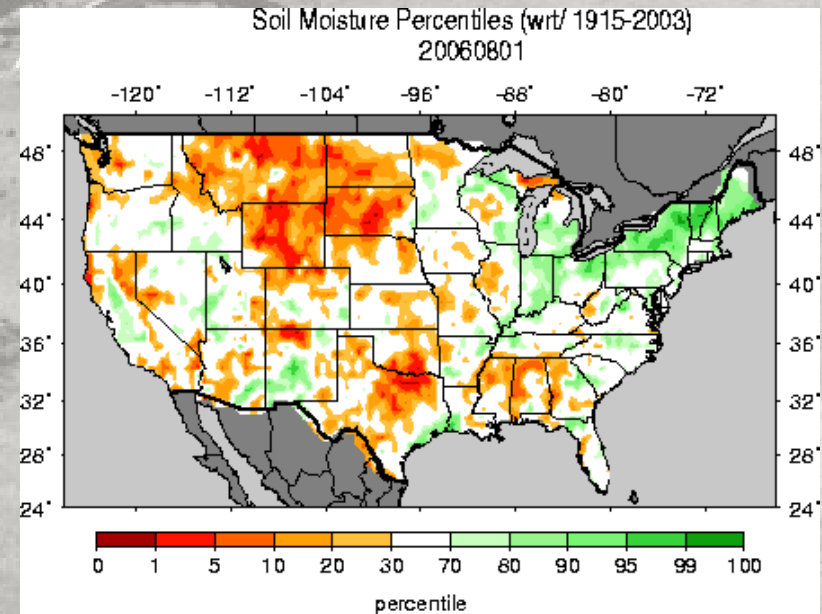 Soil Moisture Percentiles (wrt/ 1915-2003)
20060801
-120° -112° -104° -96° -88° -80° -72°
48° 48°
44° 44°
40° 40°
36° 36°
32° 32°
28° 28°
24° 24°
0 1 5 10 20 30 70 80 90 95 99 100
percentile